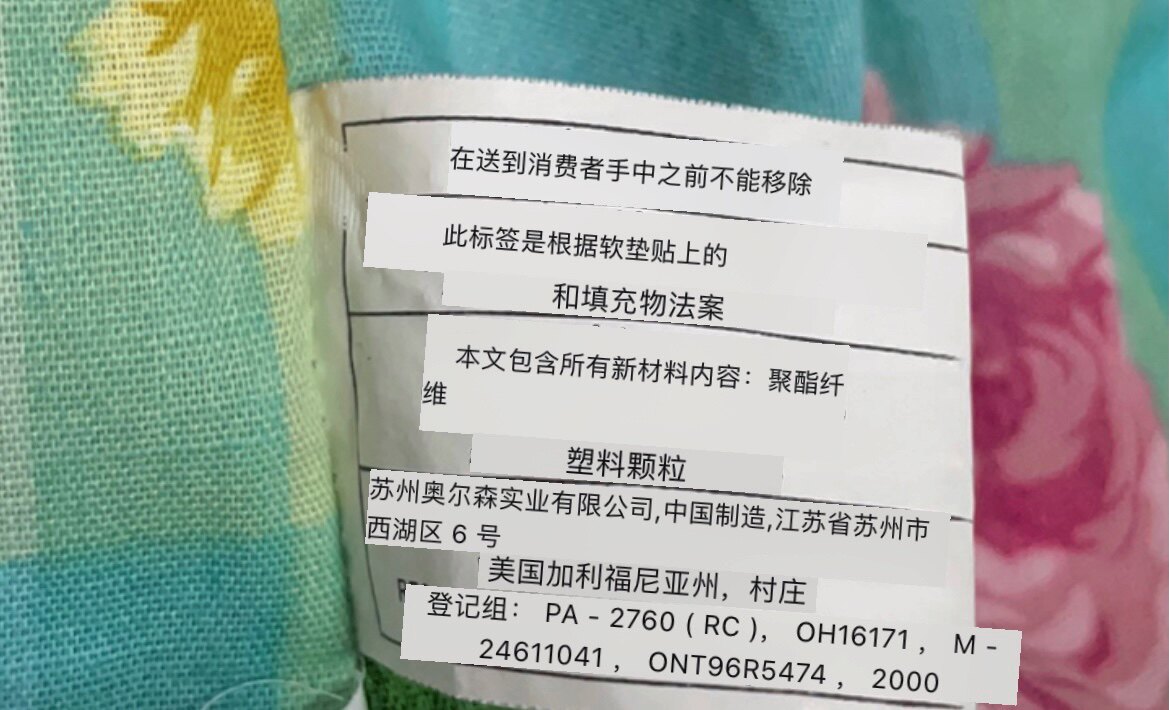 在送到消费者手中之前不能移除
此标签是根据软垫贴上的
和填充物法案
本文包含所有新材料内容：聚酯纤
维
塑料颗粒
苏州奥尔森实业有限公司,中国制造,江苏省苏州市
西湖区 6 号
美国加利福尼亚州，村庄
登记组： PA - 2760 ( RC )， OH16171 ， M -
24611041 ， ONT96R5474 ， 2000